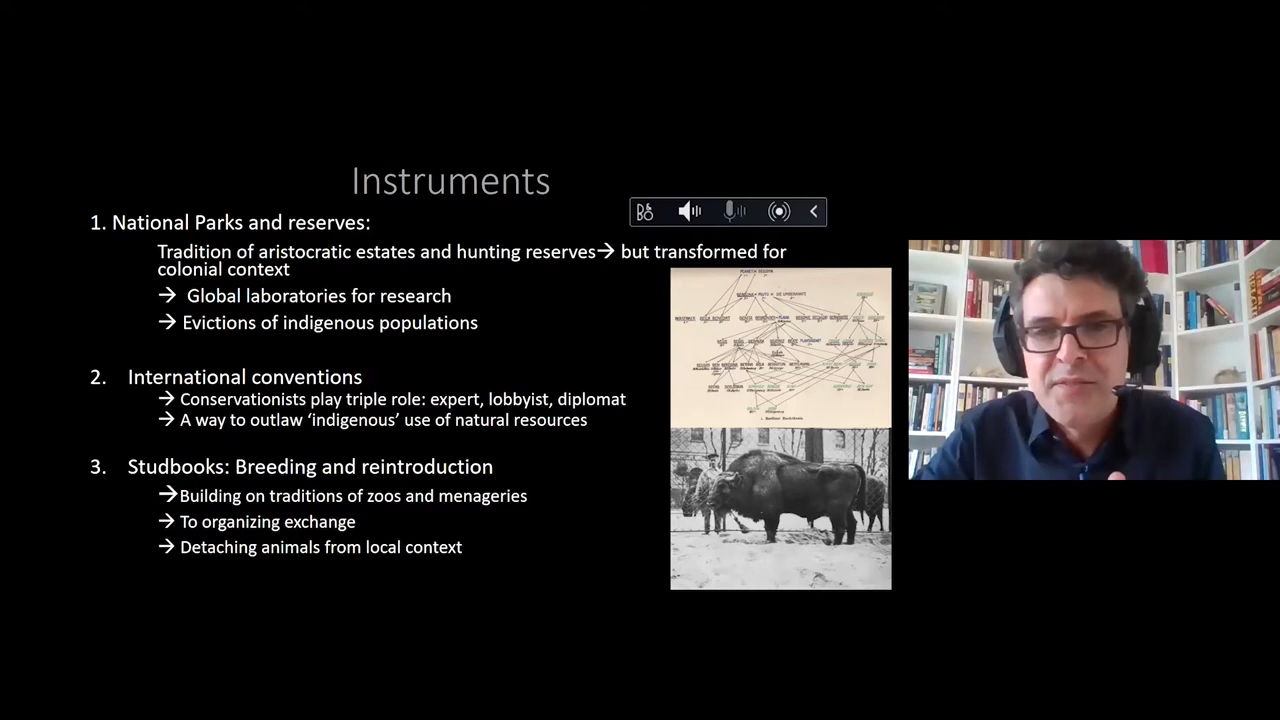 Instruments
1. National Parks and reserves:
Tradition of aristocratic estates and hunting reserves→ but transformed for
colonial context
→ Global laboratories for research
→ Evictions of indigenous populations
2. International conventions
→ Conservationists play triple role: expert, lobbyist, diplomat
→ A way to outlaw ‘indigenous’ use of natural resources
3. Studbooks: Breeding and reintroduction
→Building on traditions of zoos and menageries
→ To organizing exchange
→ Detaching animals from local context